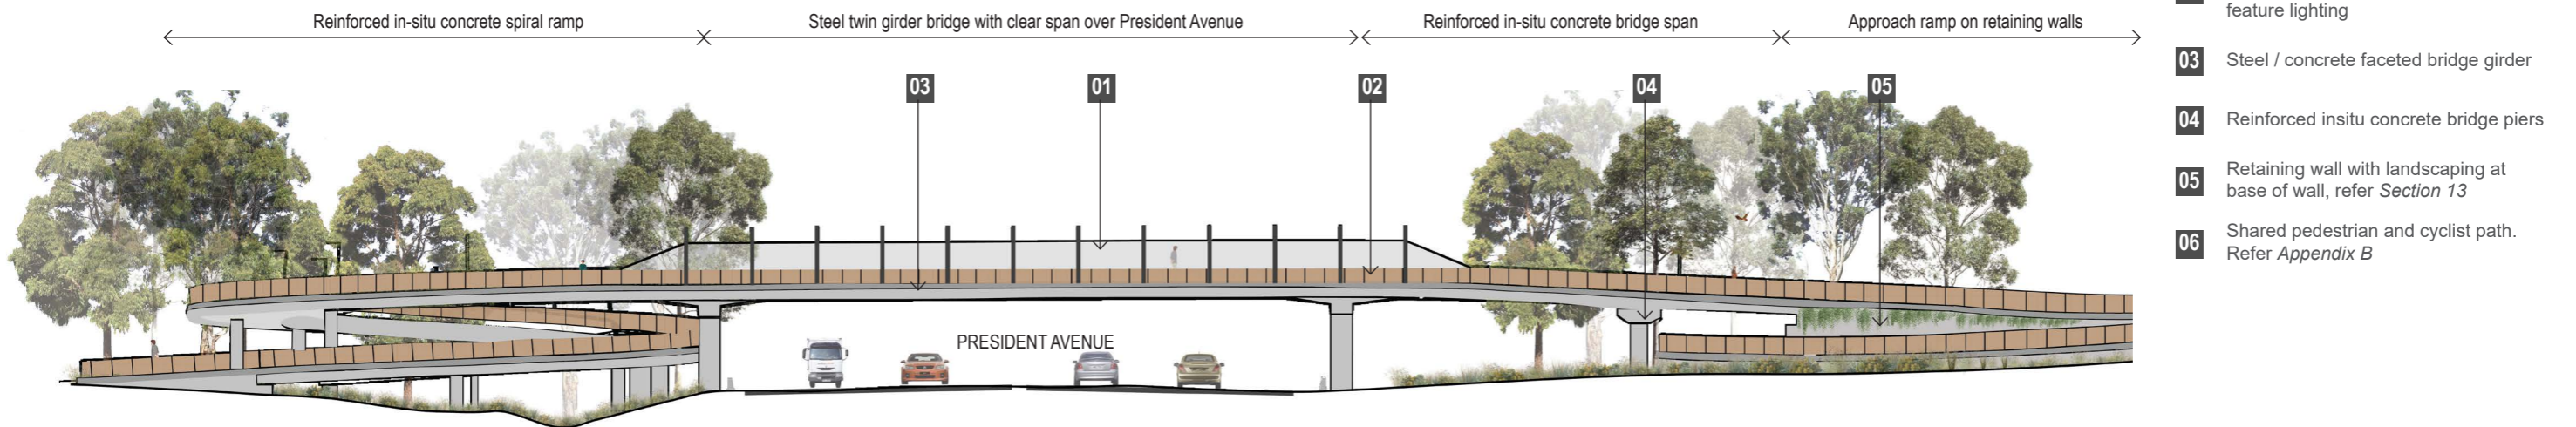 Reinforced in-situ concrete spiral ramp
Steel twin girder bridge with clear span over President Avenue
Reinforced in-situ concrete bridge span
Approach ramp on retaining walls
03
01
02
04
05
PRESIDENT AVENUE
feature lighting
03 Steel / concrete faceted bridge girder
04 Reinforced insitu concrete bridge piers
05 Retaining wall with landscaping at
base of wall, refer Section 13
06 Shared pedestrian and cyclist path.
Refer Appendix B